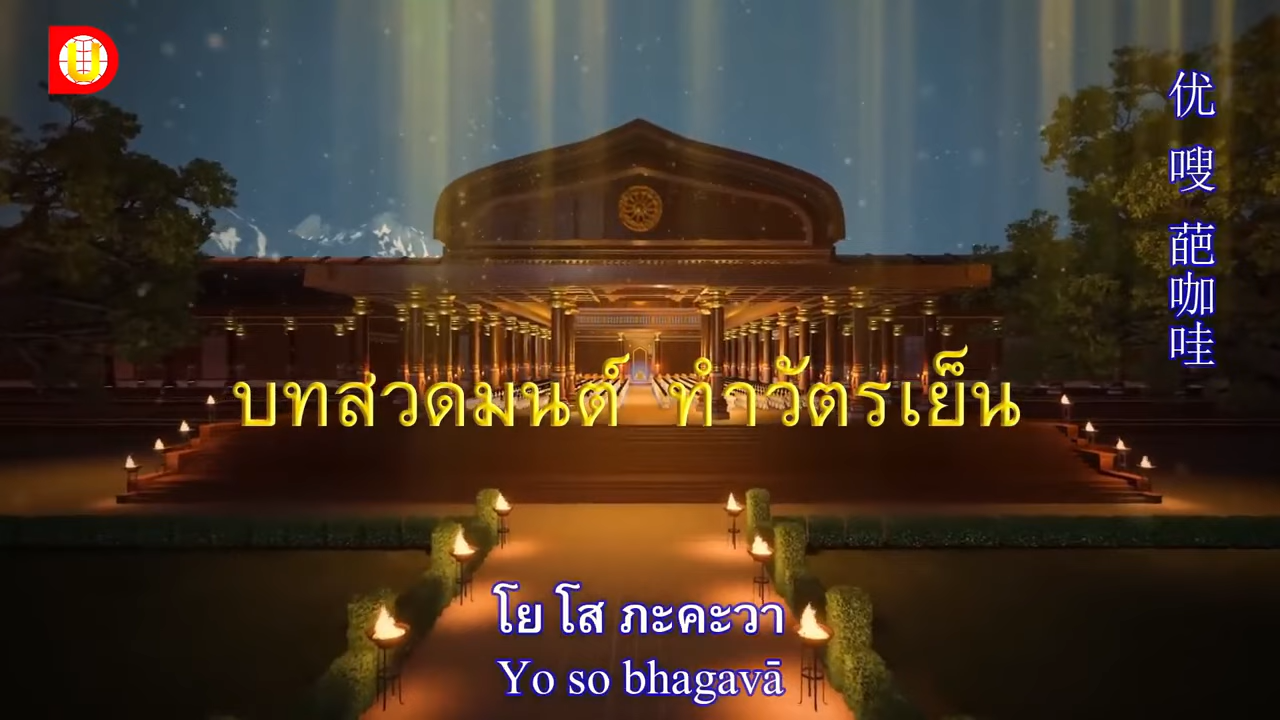 U
优 嗖 葩咖哇
บทสวดมนต์ ทำวัตรเย็น
โย โส ภะคะวา
Yo so bhagavā